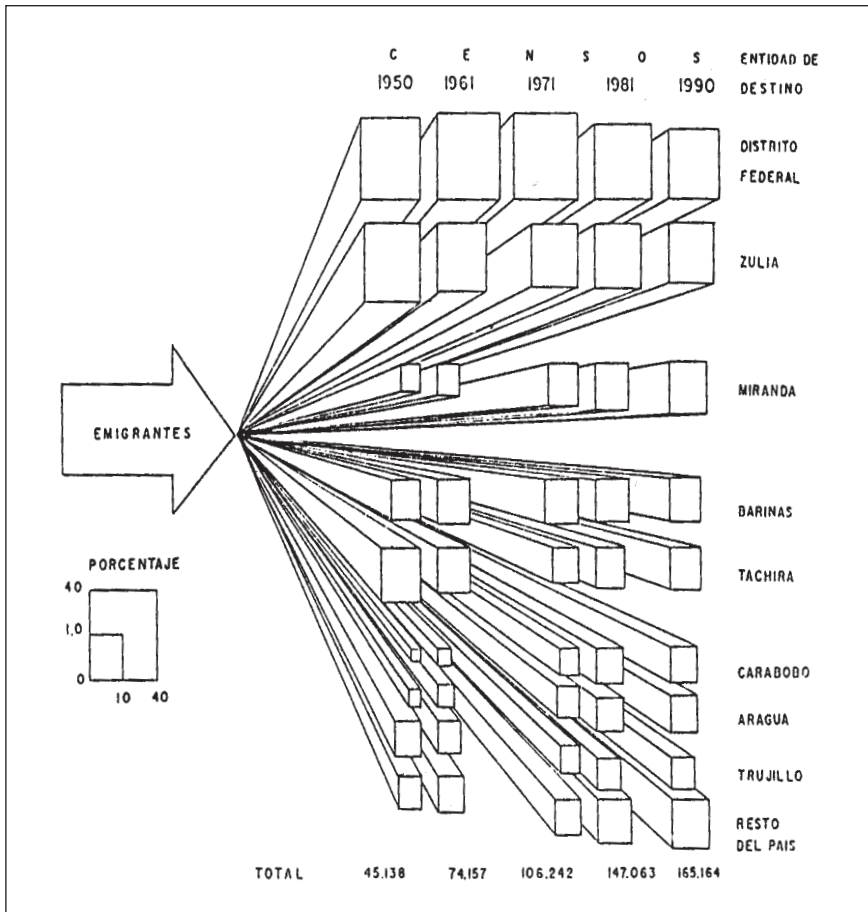 C E N S O S
ENTIDAD DE
1950 1961 1971 1981 1990
DESTINO
DISTRITO
FEDERAL
ZULIA
MIRANDA
EMIGRANTES
BARINAS
PORCENTAJE
TACHIRA
40
1,0
0
10 40
CARABOBO
ARAGUA
TRUJILLO
RESTO
DEL PAIS
TOTAL 45.138 74,157 106,242 147.063 165,164